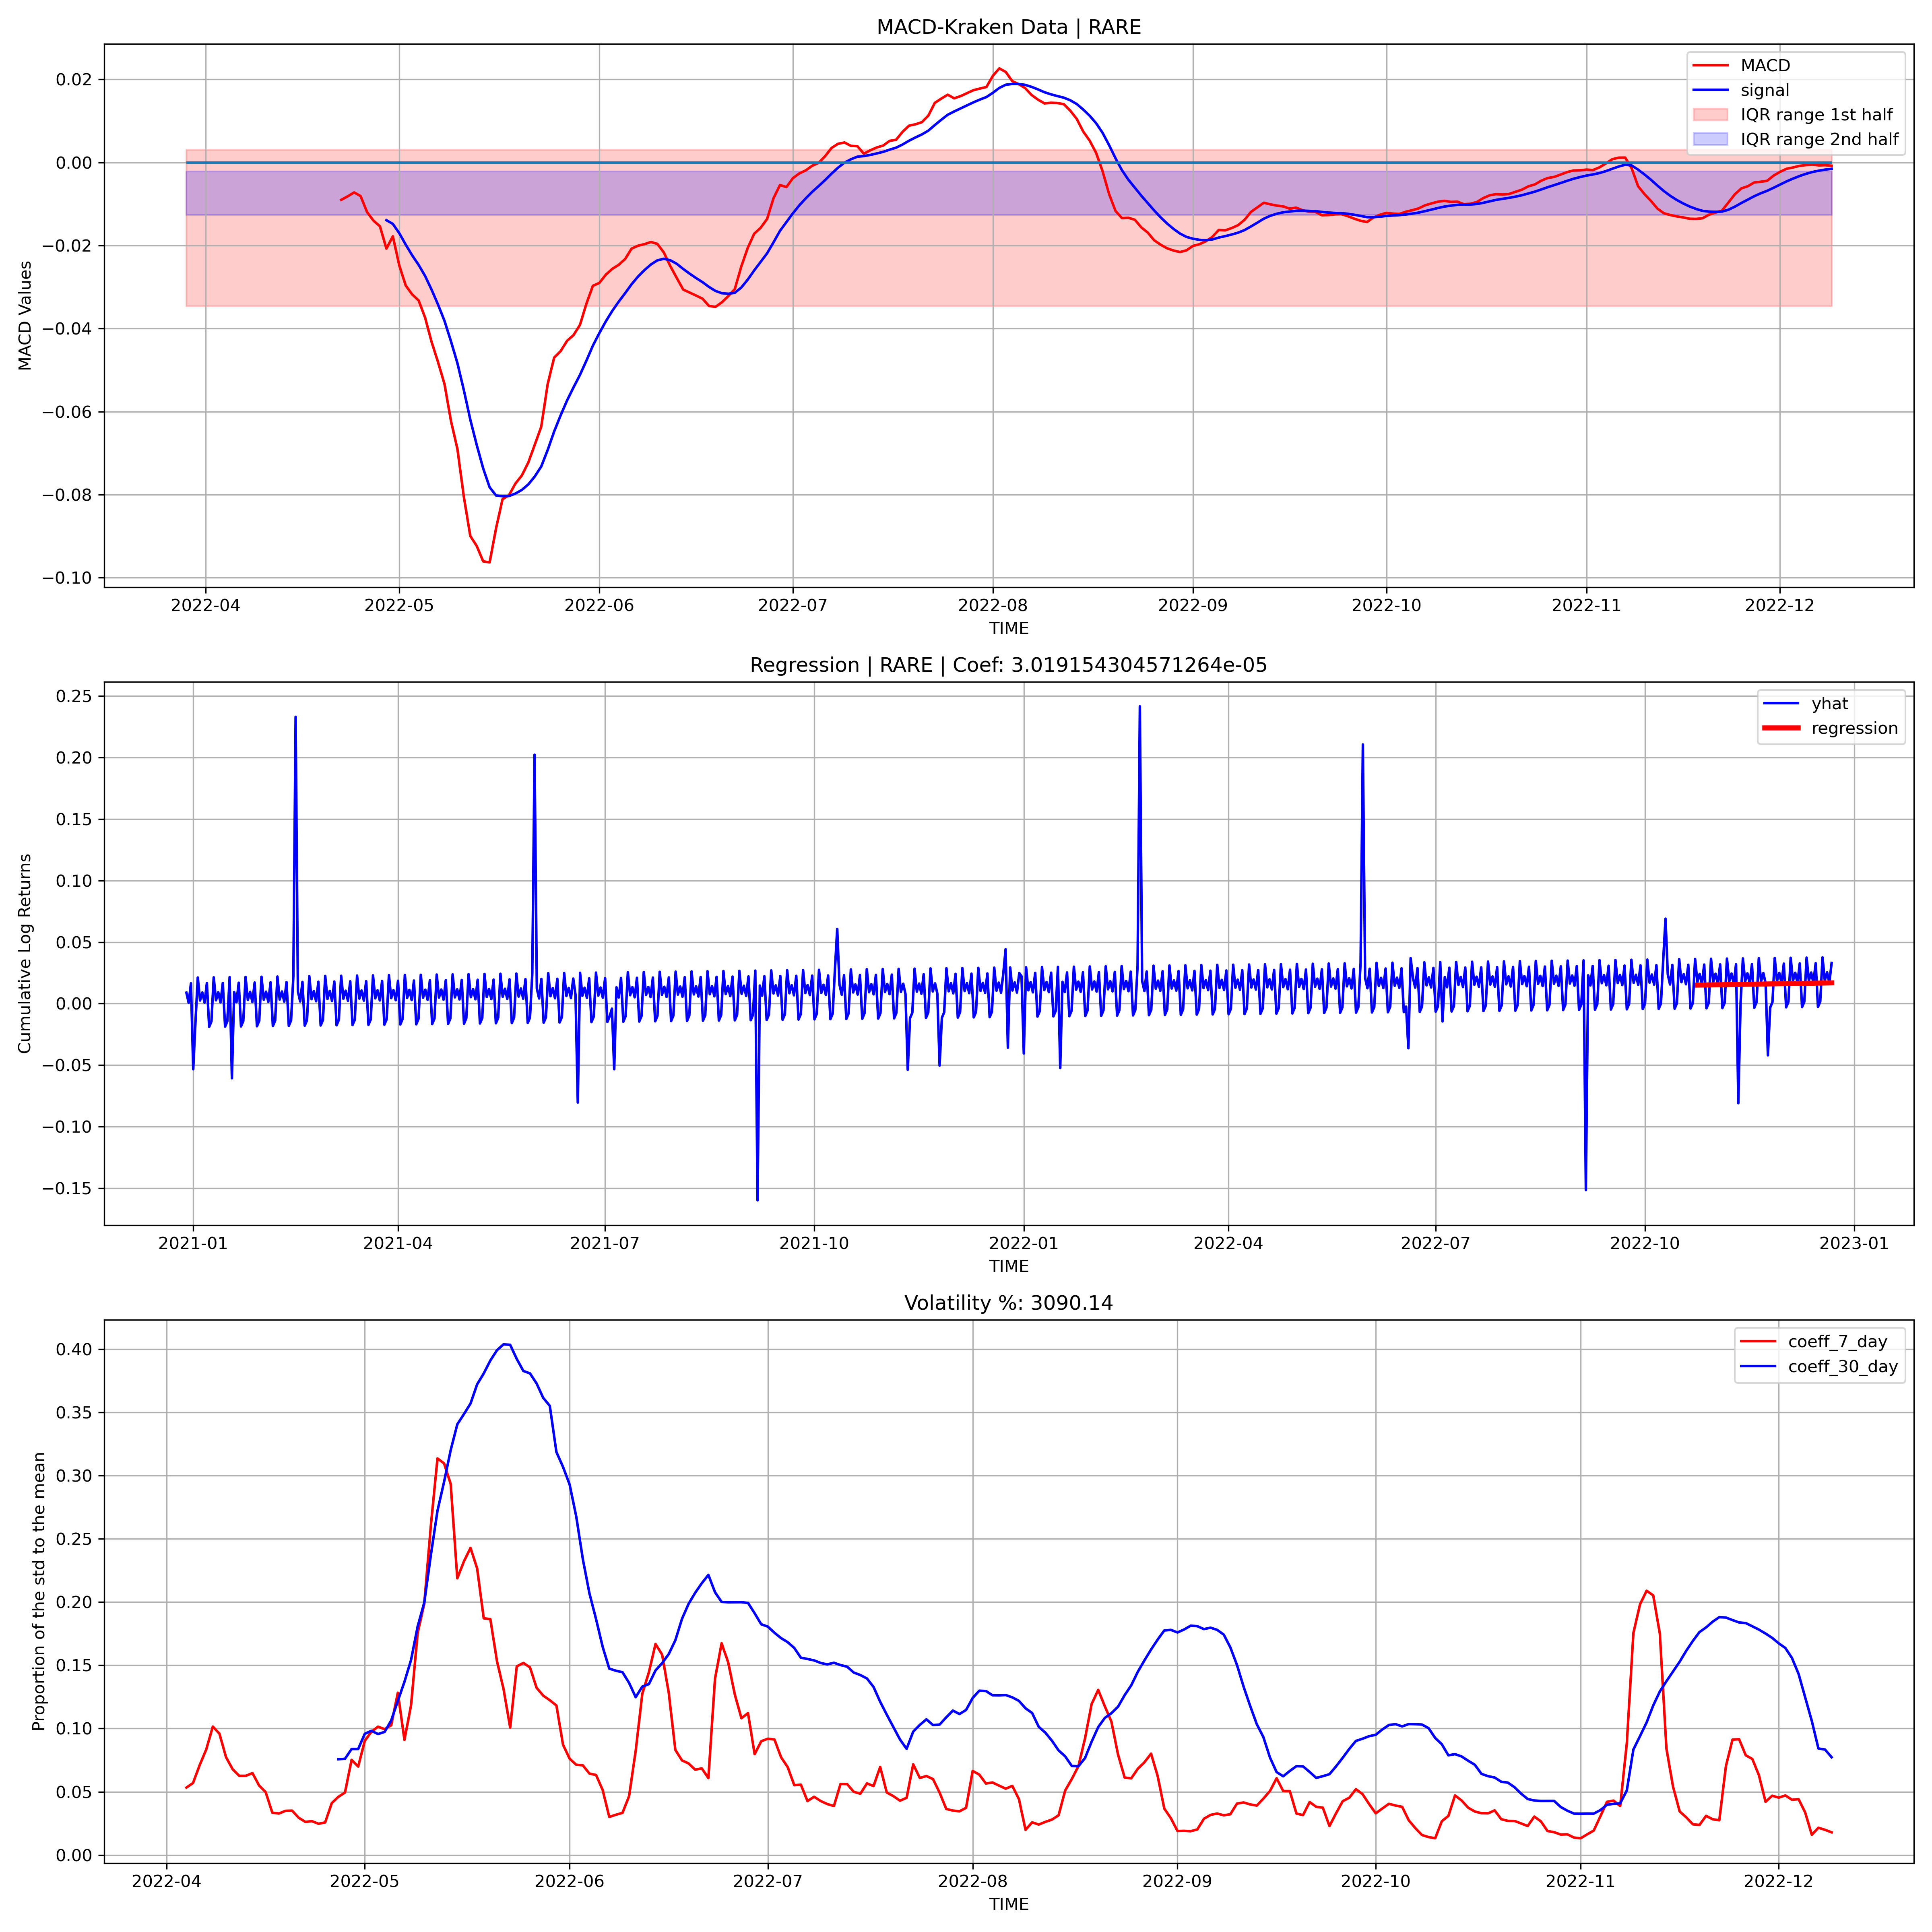 MACD-Kraken Data | RARE
MACD Values
0.02
0.00
−0.02
−0.04
−0.06
−0.08
−0.10
MACD
signal
IQR range 1st half
IQR range 2nd half
2022-04 2022-05 2022-06 2022-07 2022-08 2022-09 2022-10 2022-11 2022-12
TIME
Regression | RARE | Coef: 3.019154304571264e-05
Cumulative Log Returns
0.25
0.20
0.15
0.10
0.05
0.00
−0.05
−0.10
−0.15
yhat
regression
2021-01 2021-04 2021-07 2021-10 2022-01 2022-04 2022-07 2022-10 2023-01
TIME
Volatility %: 3090.14
Proportion of the std to the mean
0.40
0.35
0.30
0.25
0.20
0.15
0.10
0.05
0.00
coeff_7_day
coeff_30_day
2022-04 2022-05 2022-06 2022-07 2022-08 2022-09 2022-10 2022-11 2022-12
TIME